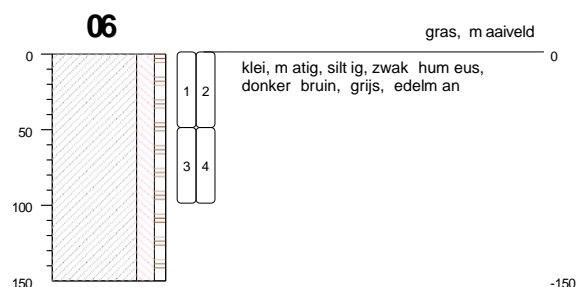 06
gras, maaiveld
0 0
klei, matig, siltig, zwak humeus,
donker bruin, grijs, edelman
1 2
50
3 4
100
150 -150